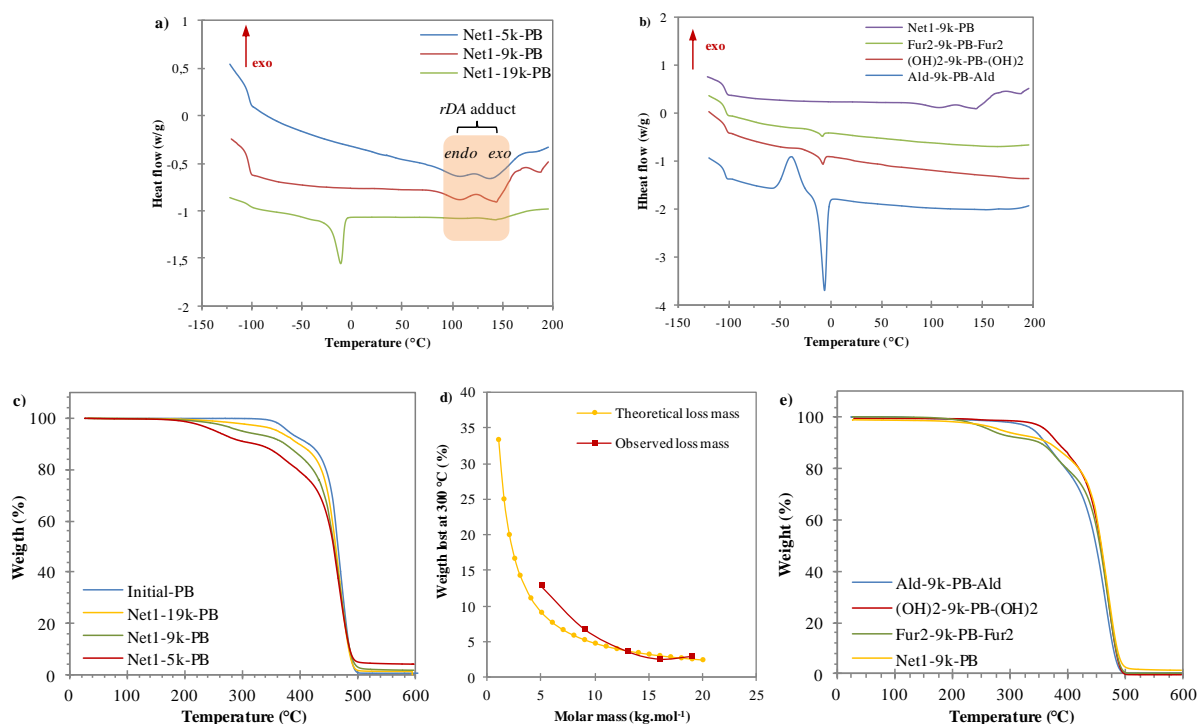 a)
exo
Net1-5k-PB
Net1-9k-PB
Net1-19k-PB
rDA adduct
endo exo
Heat flow (w/g)
1
0,5
0
-0,5
-1
-1,5
-2
-150 -100 -50 0 50 100 150 200
Temperature (°C)
b)
exo
Net1-9k-PB
Fur2-9k-PB-Fur2
(OH)2-9k-PB-(OH)2
Ald-9k-PB-Ald
Hheat flow (w/g)
2
1
0
-1
-2
-3
-4
-150 -100 -50 0 50 100 150 200
Temperature (°C)
c)
Weigth (%)
100
80
60
40
20
0
Initial-PB
Net1-19k-PB
Net1-9k-PB
Net1-5k-PB
0 100 200 300 400 500 600
Temperature (°C)
d)
Weigth lost at 300 °C (%)
40
35
30
25
20
15
10
5
0
Theoretical loss mass
Observed loss mass
0 5 10 15 20 25
Molar mass (kg.mol-1)
e)
Weight (%)
100
80
60
40
20
0
Ald-9k-PB-Ald
(OH)2-9k-PB-(OH)2
Fur2-9k-PB-Fur2
Net1-9k-PB
0 100 200 300 400 500 600
Temperature (°C)